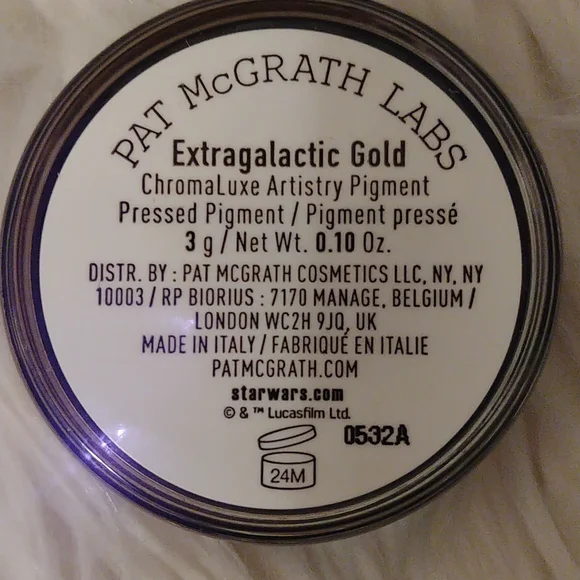 PAT McGRATH LABS
Extragalactic Gold
ChromaLuxe Artistry Pigment
Pressed Pigment / Pigment pressé
3 g / Net Wt. 0.10 Oz.
DISTR. BY : PAT MCGRATH COSMETICS LLC, NY, NY
10003 / RP BIORIUS : 7170 MANAGE, BELGIUM /
LONDON WC2H 9JQ, UK
MADE IN ITALY / FABRIQUÉ EN ITALIE
PATMCGRATH.COM
starwars.com
© & ™ Lucasfilm Ltd.
0532A
24M